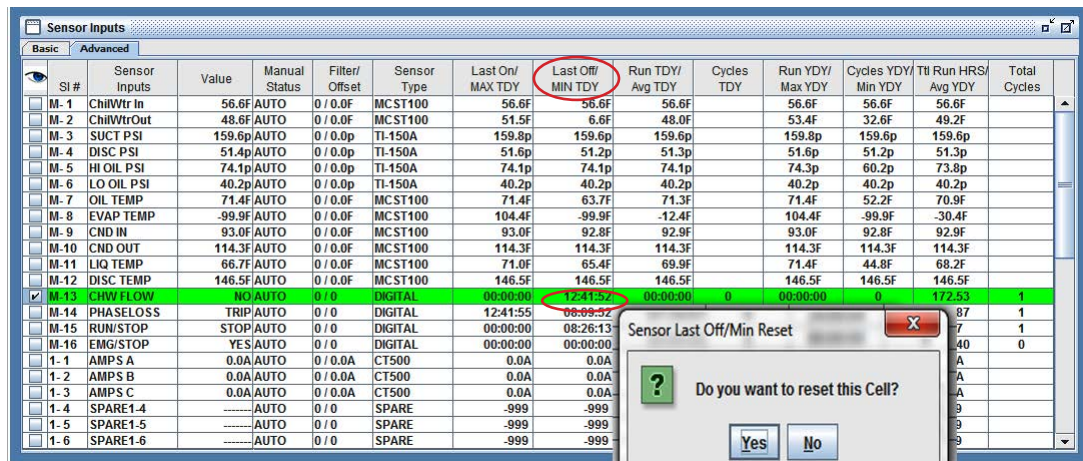 Sensor Inputs
Basic Advanced
Sl # Sensor Inputs Value Manual Status Filter/ Offset Sensor Type Last On/ MAX TDY Last Off/ MIN TDY Run TDY/ Avg TDY Cycles TDY Run YDY/ Max YDY Cycles YDY/ Min YDY Ttl Run HRS/ Avg YDY Total Cycles
M- 1 ChilWtr In 56.6F AUTO 0 / 0.0F MCST100 56.6F 56.6F 56.6F 56.6F 56.6F 56.6F
M- 2 ChilWtrOut 48.6F AUTO 0 / 0.0F MCST100 51.5F 6.6F 48.0F 53.4F 32.6F 49.2F
M- 3 SUCT PSI 159.6p AUTO 0 / 0.0p TI-150A 159.8p 159.6p 159.6p 159.8p 159.6p 159.6p
M- 4 DISC PSI 51.4p AUTO 0 / 0.0p TI-150A 51.6p 51.2p 51.3p 51.6p 51.2p 51.3p
M- 5 HI OIL PSI 74.1p AUTO 0 / 0.0p TI-150A 74.1p 74.1p 74.1p 74.3p 60.2p 73.8p
M- 6 LO OIL PSI 40.2p AUTO 0 / 0.0p TI-150A 40.2p 40.2p 40.2p 40.2p 40.2p 40.2p
M- 7 OIL TEMP 71.4F AUTO 0 / 0.0F MCST100 71.4F 63.7F 71.3F 71.4F 52.2F 70.9F
M- 8 EVAP TEMP -99.9F AUTO 0 / 0.0F MCST100 104.4F -99.9F -12.4F 104.4F -99.9F -30.4F
M- 9 CND IN 93.0F AUTO 0 / 0.0F MCST100 93.0F 92.8F 92.9F 93.0F 92.8F 92.9F
M-10 CND OUT 114.3F AUTO 0 / 0.0F MCST100 114.3F 114.3F 114.3F 114.3F 114.3F 114.3F
M-11 LIQ TEMP 66.7F AUTO 0 / 0.0F MCST100 71.0F 65.4F 69.9F 71.4F 44.8F 68.2F
M-12 DISC TEMP 146.5F AUTO 0 / 0.0F MCST100 146.5F 146.5F 146.5F 146.5F 146.5F 146.5F
M-13 CHW FLOW NO AUTO 0 / 0 DIGITAL 00:00:00 12:41:52 00:00:00 0 00:00:00 0 172.53 1
M-14 PHASELOSS TRIP AUTO 0 / 0 DIGITAL 12:41:55 08:09:52 87 1
M-15 RUN/STOP STOP AUTO 0 / 0 DIGITAL 00:00:00 08:26:13 7 1
M-16 EMG/STOP YES AUTO 0 / 0 DIGITAL 00:00:00 00:00:00 40 0
1- 1 AMPS A 0.0A AUTO 0 / 0.0A CT500 0.0A 0.0A A
1- 2 AMPS B 0.0A AUTO 0 / 0.0A CT500 0.0A 0.0A A
1- 3 AMPS C 0.0A AUTO 0 / 0.0A CT500 0.0A 0.0A A
1- 4 SPARE1-4 ------- AUTO 0 / 0 SPARE -999 -999 9
1- 5 SPARE1-5 ------- AUTO 0 / 0 SPARE -999 -999 9
1- 6 SPARE1-6 ------- AUTO 0 / 0 SPARE -999 -999 9
Sensor Last Off/Min Reset
Do you want to reset this Cell?
Yes No